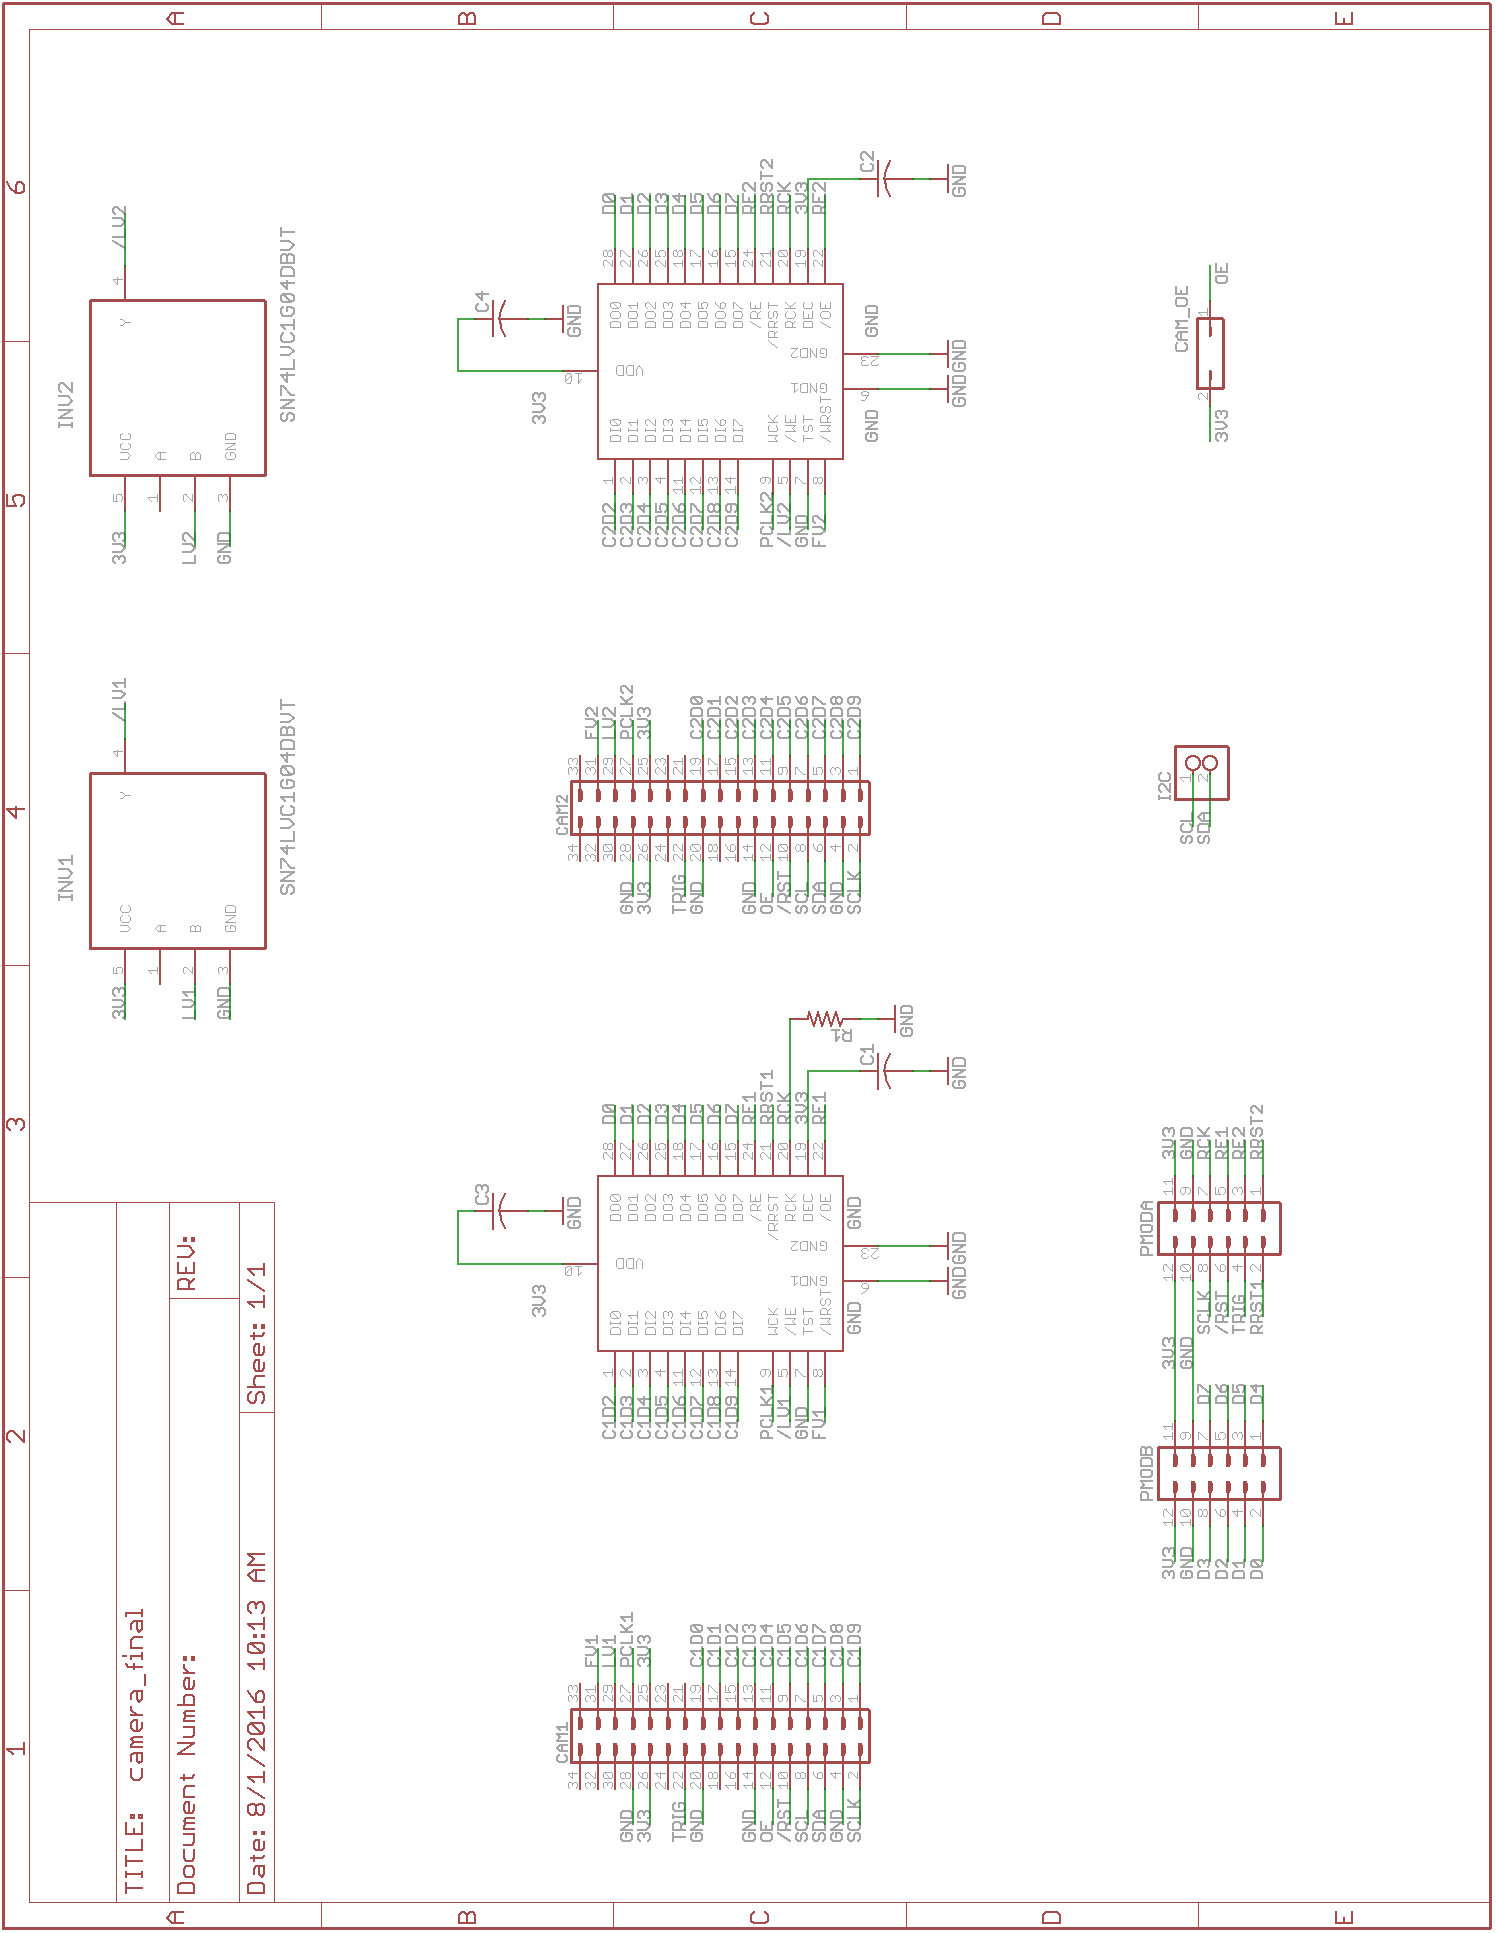 A
B
C
D
E
6
5
4
3
2
1
INV2
VCC
A
B
GND
Y
5
1
2
3
4
3V3
LV2
GND
/LV2
SN74LVC1G04DBVT
INV1
VCC
A
B
GND
Y
5
1
2
3
4
3V3
LV1
GND
/LV1
SN74LVC1G04DBVT
TITLE: camera_final
Document Number:
REV:
Date: 8/1/2016 10:13 AM
Sheet: 1/1
C4
GND
3V3
10
VDD
DI0 1 C2D2
DI1 2 C2D3
DI2 3 C2D4
DI3 4 C2D5
DI4 11 C2D6
DI5 12 C2D7
DI6 13 C2D8
DI7 14 C2D9
WCK 9 PCLK2
/WE 5 /LV2
TST 7 GND
/WRST 8 FV2
DO0 28 D0
DO1 27 D1
DO2 26 D2
DO3 25 D3
DO4 18 D4
DO5 17 D5
DO6 16 D6
DO7 15 D7
/RE 24 RE2
/RRST 21 RRST2
RCK 20 RCK
DEC 19 3V3
/OE 22 RE2
GND2 23 GND
GND
GND1 6 GND
GND
C2
GND
CAM2
33
31 FV2
29 LV2
27 PCLK2
25 3V3
23
21
19 C2D0
17 C2D1
15 C2D2
13 C2D3
11 C2D4
9 C2D5
7 C2D6
5 C2D7
3 C2D8
1 C2D9
34
32
30
28 GND
26 3V3
24
22 TRIG
20 GND
18
16
14 GND
12 OE
10 /RST
8 SCL
6 SDA
4 GND
2 SCLK
C3
GND
3V3
10
VDD
DI0 1 C1D2
DI1 2 C1D3
DI2 3 C1D4
DI3 4 C1D5
DI4 11 C1D6
DI5 12 C1D7
DI6 13 C1D8
DI7 14 C1D9
WCK 9 PCLK1
/WE 5 /LV1
TST 7 GND
/WRST 8 FV1
DO0 28 D0
DO1 27 D1
DO2 26 D2
DO3 25 D3
DO4 18 D4
DO5 17 D5
DO6 16 D6
DO7 15 D7
/RE 24 RE1
/RRST 21 RRST1
RCK 20 RCK
DEC 19 3V3
/OE 22 RE1
GND2 23 GND
GND
GND1 6 GND
GND
R1
GND
C1
GND
CAM1
33
31 FV1
29 LV1
27 PCLK1
25 3V3
23
21
19 C1D0
17 C1D1
15 C1D2
13 C1D3
11 C1D4
9 C1D5
7 C1D6
5 C1D7
3 C1D8
1 C1D9
34
32
30
28 GND
26 3V3
24
22 TRIG
20 GND
18
16
14 GND
12 OE
10 /RST
8 SCL
6 SDA
4 GND
2 SCLK
CAM_OE
1 OE
2 3V3
I2C
1 SCL
2 SDA
PMODA
11 3V3
9 GND
7 RCK
5 RE1
3 RE2
1 RRST2
12 3V3
10 GND
8 SCLK
6 /RST
4 TRIG
2 RRST1
PMODB
11
9
7 D7
5 D6
3 D5
1 D4
12 3V3
10 GND
8 D3
6 D2
4 D1
2 D0
A
B
C
D
E